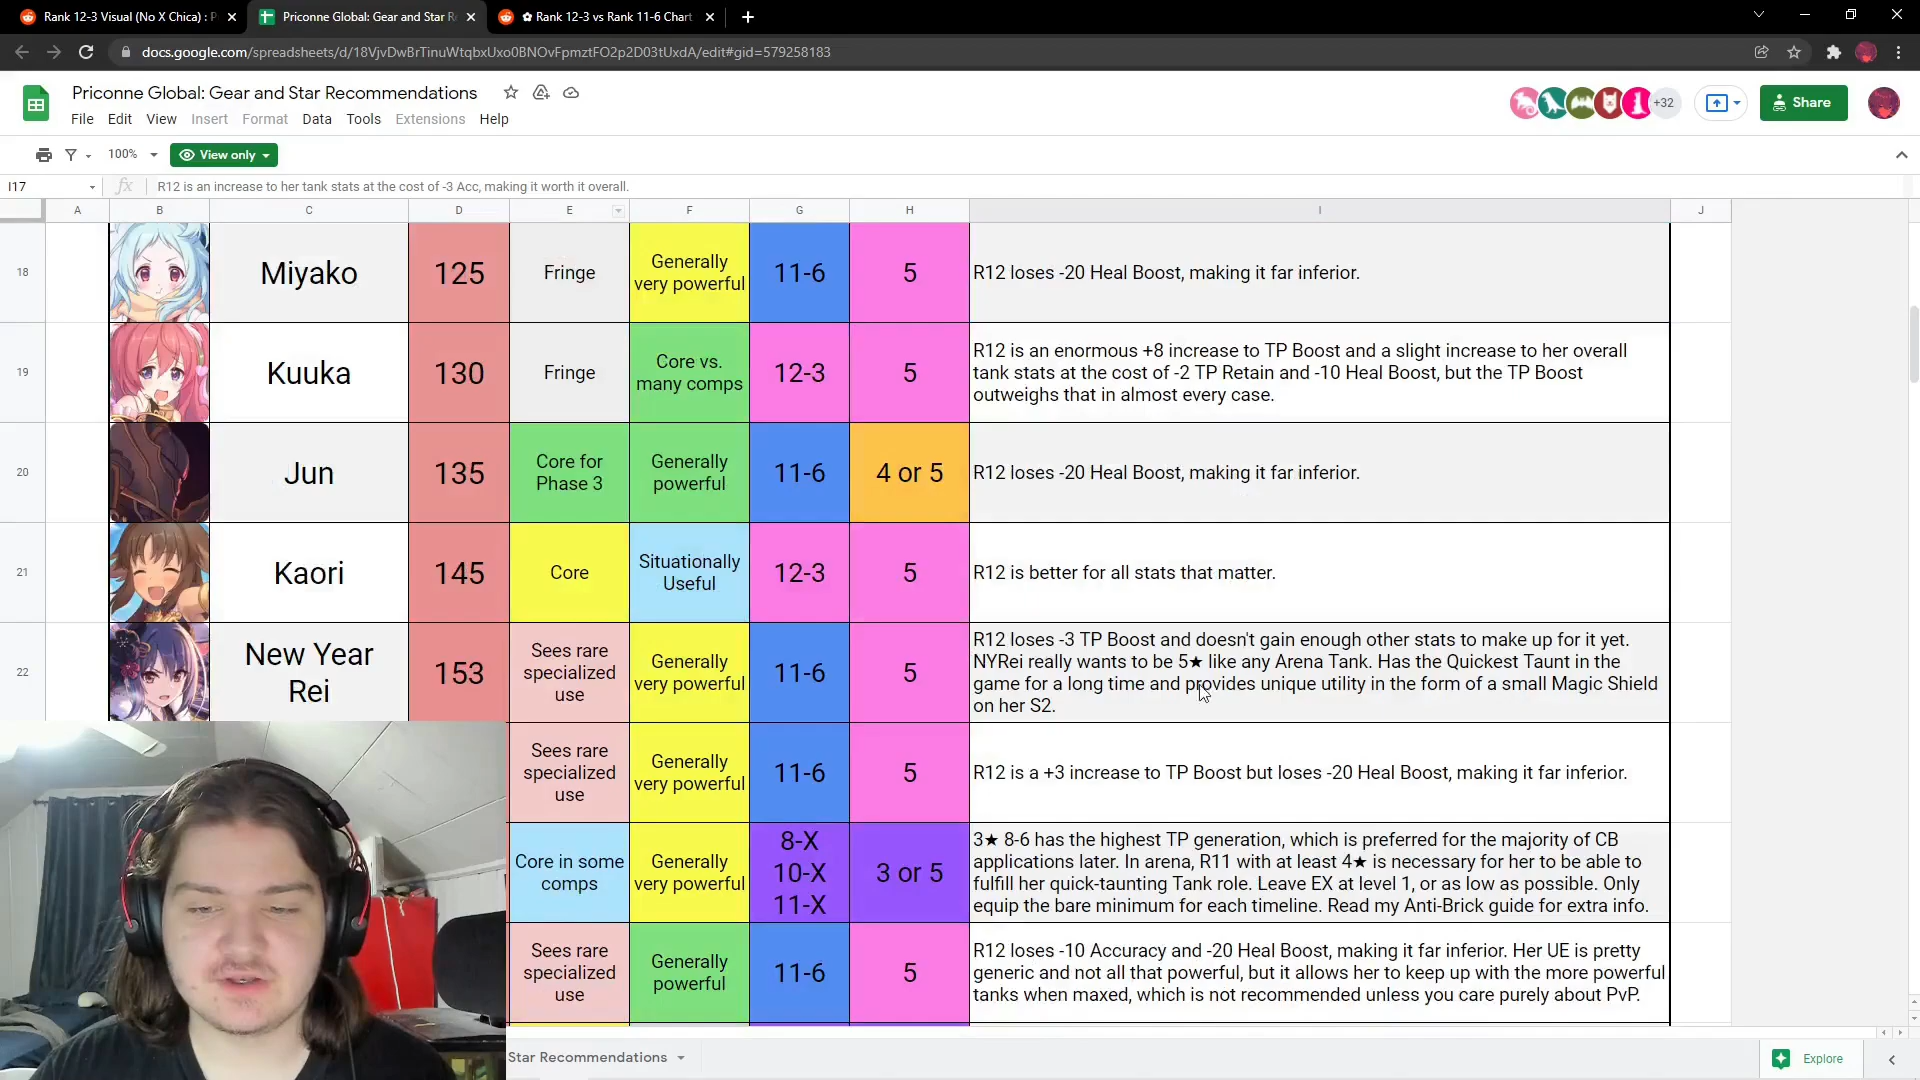 Rank 12-3 Visual (No X Chica) : P
Priconne Global: Gear and Star R
✿ Rank 12-3 vs Rank 11-6 Chart
docs.google.com/spreadsheets/d/18VjvDwBrTinuWtqbxUxo0BNOvFpmztFO2p2D03tUxdA/edit#gid=579258183
Priconne Global: Gear and Star Recommendations
+32
Share
File Edit View Insert Format Data Tools Extensions Help
100%
View only
I17
fx
R12 is an increase to her tank stats at the cost of -3 Acc, making it worth it overall.
A B C D E F G H I J
18
Miyako
125
Fringe
Generally
very powerful
11-6
5
R12 loses -20 Heal Boost, making it far inferior.
19
Kuuka
130
Fringe
Core vs.
many comps
12-3
5
R12 is an enormous +8 increase to TP Boost and a slight increase to her overall
tank stats at the cost of -2 TP Retain and -10 Heal Boost, but the TP Boost
outweighs that in almost every case.
20
Jun
135
Core for
Phase 3
Generally
powerful
11-6
4 or 5
R12 loses -20 Heal Boost, making it far inferior.
21
Kaori
145
Core
Situationally
Useful
12-3
5
R12 is better for all stats that matter.
22
New Year
Rei
153
Sees rare
specialized
use
Generally
very powerful
11-6
5
R12 loses -3 TP Boost and doesn't gain enough other stats to make up for it yet.
NYRei really wants to be 5★ like any Arena Tank. Has the Quickest Taunt in the
game for a long time and provides unique utility in the form of a small Magic Shield
on her S2.
Sees rare
specialized
use
Generally
very powerful
11-6
5
R12 is a +3 increase to TP Boost but loses -20 Heal Boost, making it far inferior.
Core in some
comps
Generally
very powerful
8-X
10-X
11-X
3 or 5
3★ 8-6 has the highest TP generation, which is preferred for the majority of CB
applications later. In arena, R11 with at least 4★ is necessary for her to be able to
fulfill her quick-taunting Tank role. Leave EX at level 1, or as low as possible. Only
equip the bare minimum for each timeline. Read my Anti-Brick guide for extra info.
Sees rare
specialized
use
Generally
powerful
11-6
5
R12 loses -10 Accuracy and -20 Heal Boost, making it far inferior. Her UE is pretty
generic and not all that powerful, but it allows her to keep up with the more powerful
tanks when maxed, which is not recommended unless you care purely about PvP.
Star Recommendations
Explore